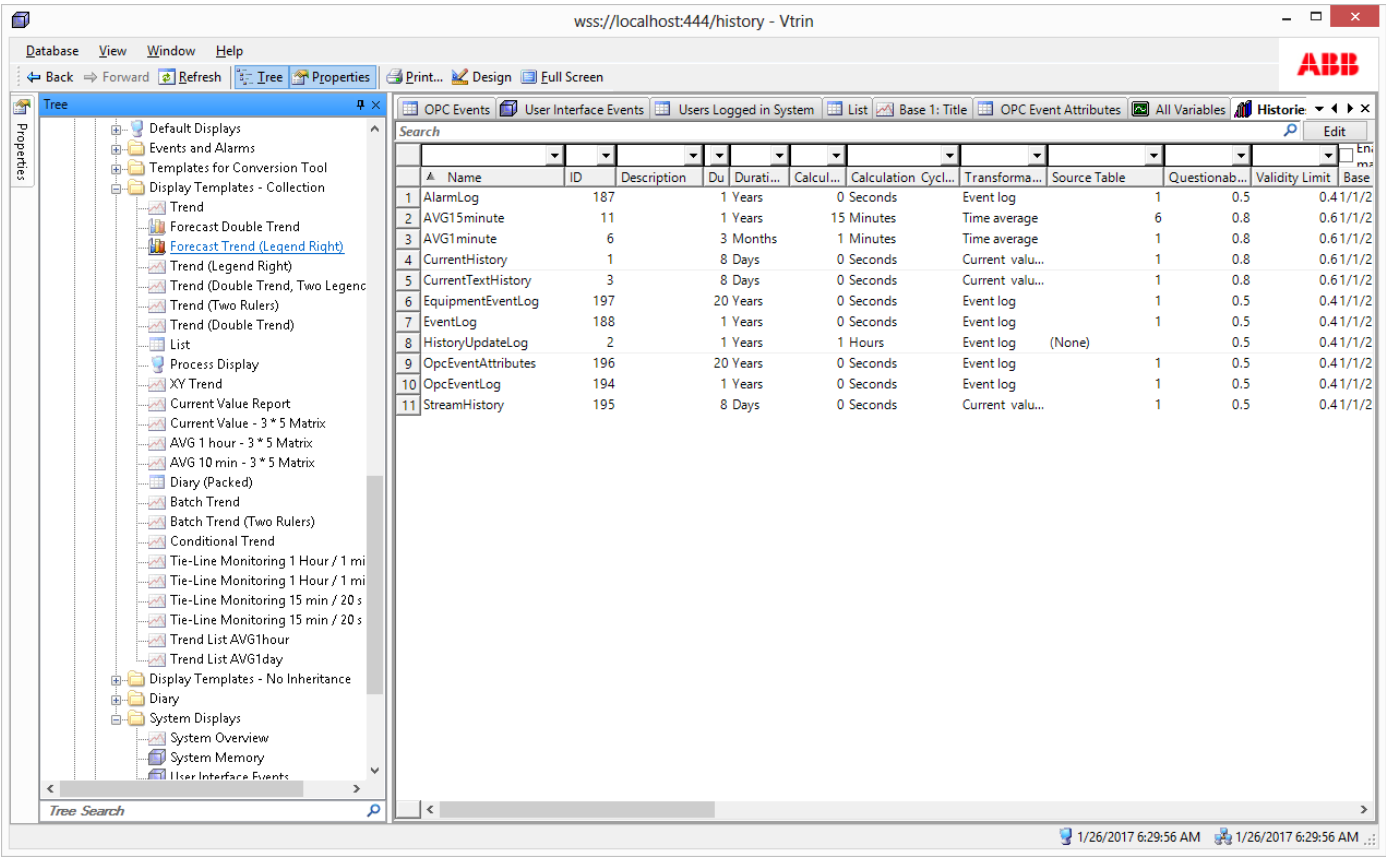 wss://localhost:444/history - Vtrin
Database View Window Help
Back Forward Refresh Tree Properties Print... Design Full Screen
ABB
Properties
Tree
Default Displays
Events and Alarms
Templates for Conversion Tool
Display Templates - Collection
Trend
Forecast Double Trend
Forecast Trend (Legend Right)
Trend (Legend Right)
Trend (Double Trend, Two Legend
Trend (Two Rulers)
Trend (Double Trend)
List
Process Display
XY Trend
Current Value Report
Current Value - 3 * 5 Matrix
AVG 1 hour - 3 * 5 Matrix
AVG 10 min - 3 * 5 Matrix
Diary (Packed)
Batch Trend
Batch Trend (Two Rulers)
Conditional Trend
Tie-Line Monitoring 1 Hour / 1 mi
Tie-Line Monitoring 1 Hour / 1 mi
Tie-Line Monitoring 15 min / 20 s
Tie-Line Monitoring 15 min / 20 s
Trend List AVG1hour
Trend List AVG1day
Display Templates - No Inheritance
Diary
System Displays
System Overview
System Memory
User Interface Events
Tree Search
OPC Events User Interface Events Users Logged in System List Base 1: Title OPC Event Attributes All Variables Histories
Search Edit
Name ID Description Du Durati... Calcul... Calculation Cycl... Transforma... Source Table Questionab... Validity Limit Base
1 AlarmLog 187 1 Years 0 Seconds Event log 1 0.5 0.4 1/1/2
2 AVG15minute 11 1 Years 15 Minutes Time average 6 0.8 0.6 1/1/2
3 AVG1minute 6 3 Months 1 Minutes Time average 1 0.8 0.6 1/1/2
4 CurrentHistory 1 8 Days 0 Seconds Current valu... 1 0.8 0.6 1/1/2
5 CurrentTextHistory 3 8 Days 0 Seconds Current valu... 1 0.8 0.6 1/1/2
6 EquipmentEventLog 197 20 Years 0 Seconds Event log 1 0.5 0.4 1/1/2
7 EventLog 188 1 Years 0 Seconds Event log 1 0.5 0.4 1/1/2
8 HistoryUpdateLog 2 1 Years 1 Hours Event log (None) 0.5 0.4 1/1/2
9 OpcEventAttributes 196 20 Years 0 Seconds Event log 1 0.5 0.4 1/1/2
10 OpcEventLog 194 1 Years 0 Seconds Event log 1 0.5 0.4 1/1/2
11 StreamHistory 195 8 Days 0 Seconds Current valu... 1 0.5 0.4 1/1/2
1/26/2017 6:29:56 AM 1/26/2017 6:29:56 AM